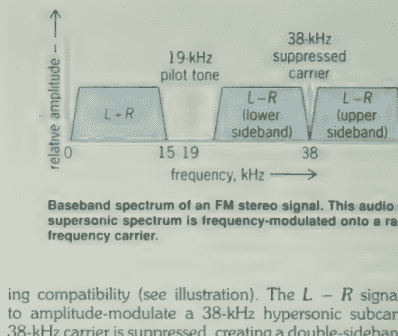 relative amplitude
38-kHz
suppressed
carrier
19-kHz
pilot tone
L + R
L - R
(lower
sideband)
L - R
(upper
sideband)
0
15 19
38
frequency, kHz
Baseband spectrum of an FM stereo signal. This audio
supersonic spectrum is frequency-modulated onto a ra
frequency carrier.
ing compatibility (see illustration). The L − R signa
to amplitude-modulate a 38-kHz hypersonic subcar
38-kHz carrier is suppressed, creating a double-sideban